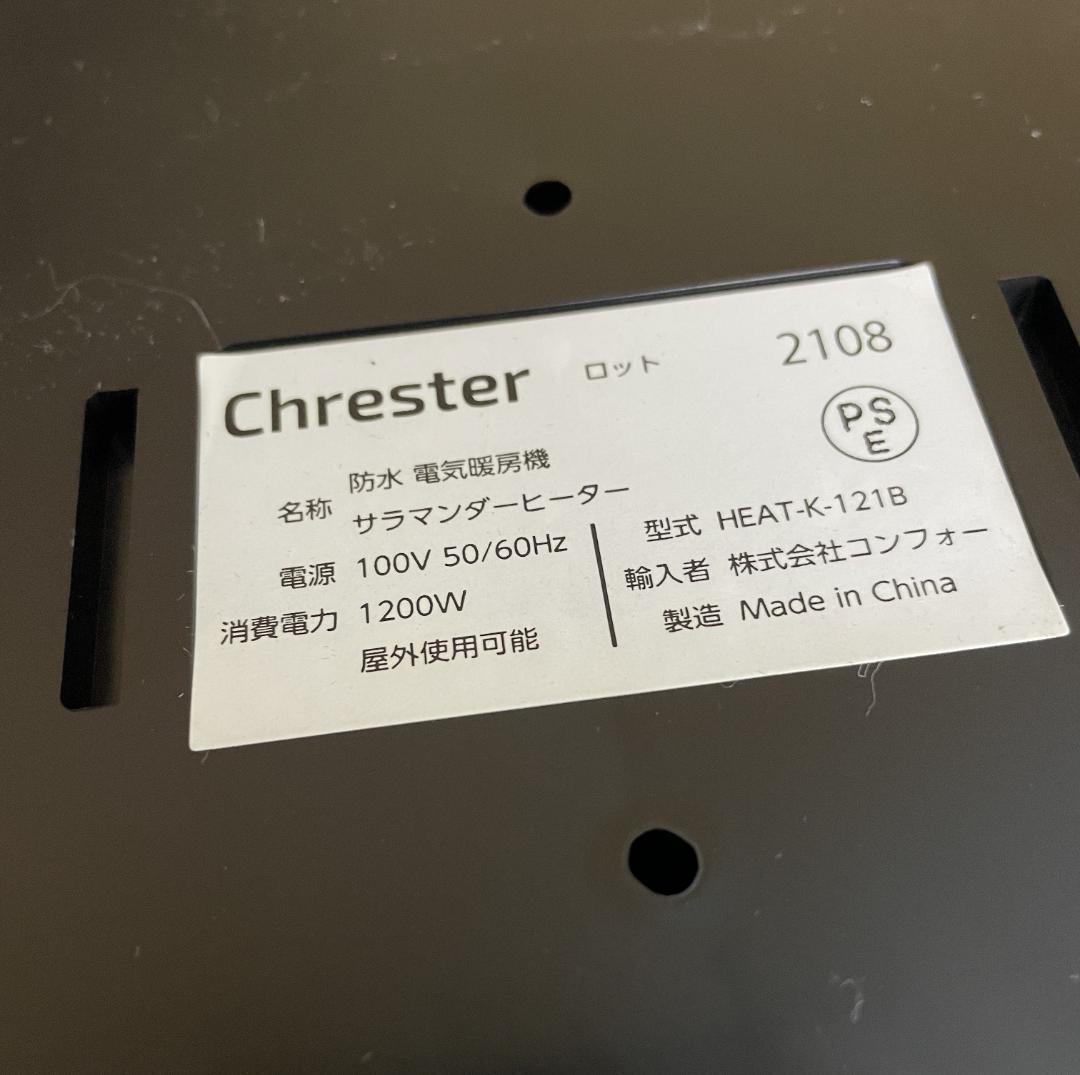 Chrester ロット 2108
PSE
名称 防水 電気暖房機
サラマンダーヒーター
電源 100V 50/60Hz
消費電力 1200W
屋外使用可能
型式 HEAT-K-121B
輸入者 株式会社コンフォー
製造 Made in China